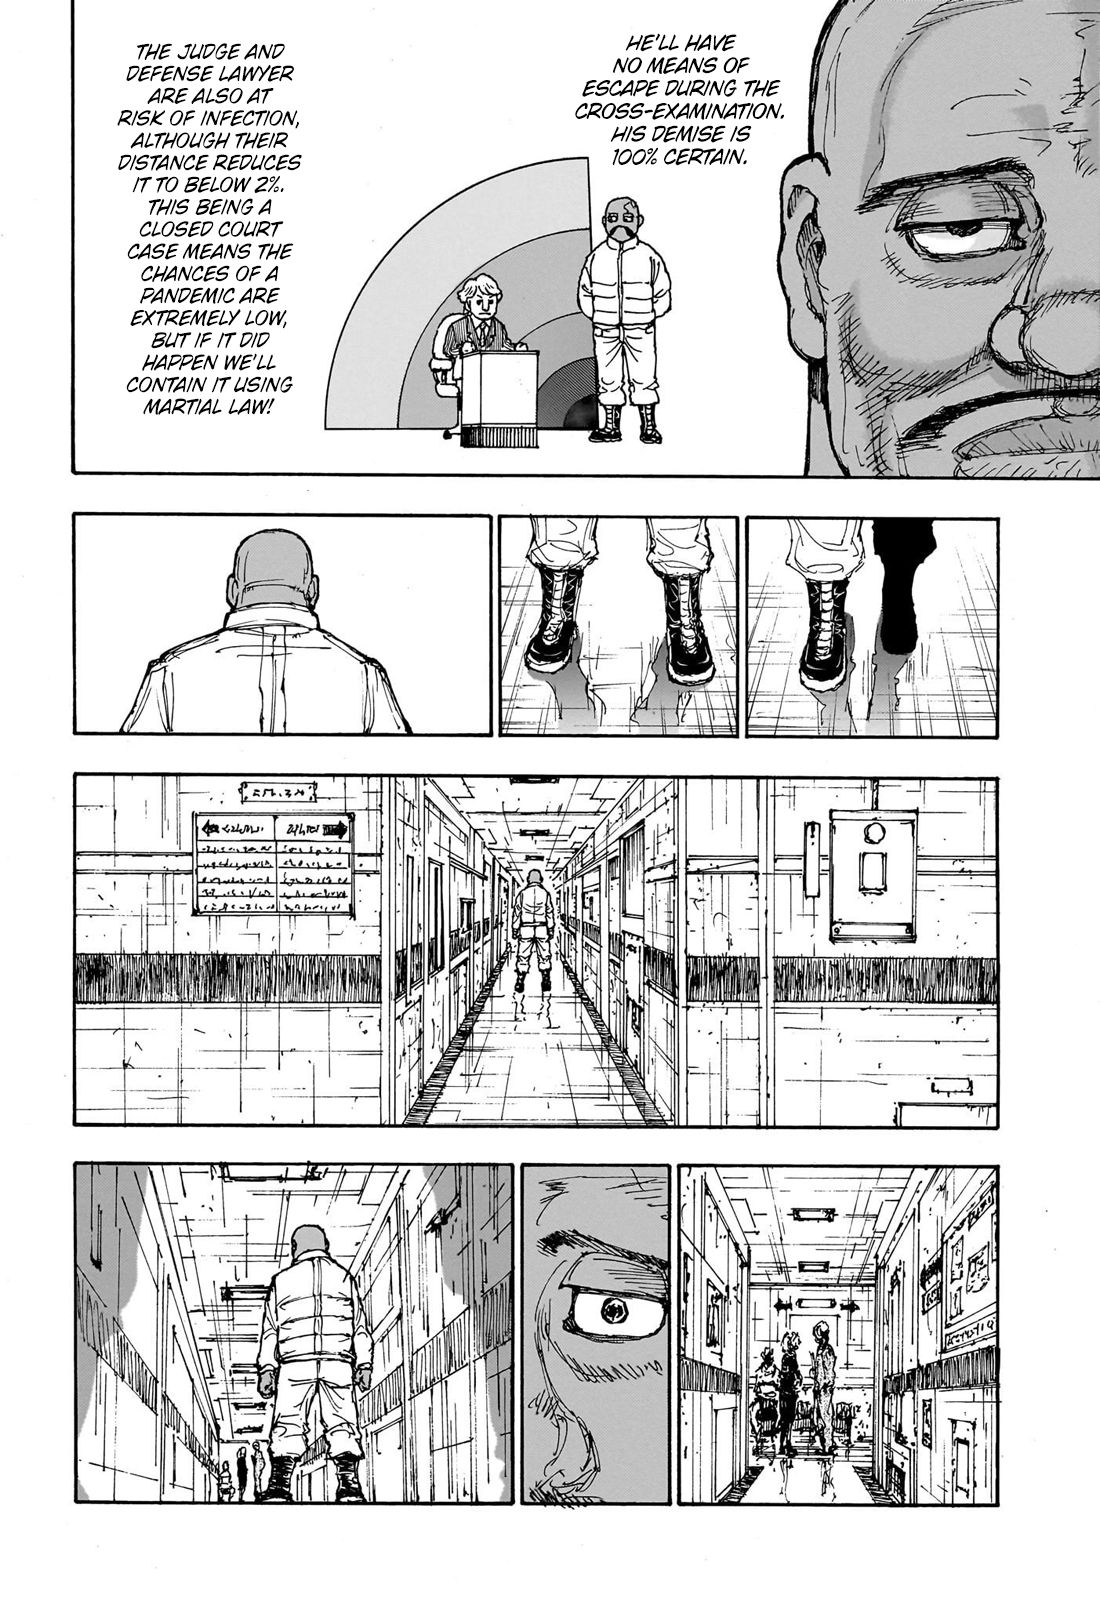 HE'LL HAVE
NO MEANS OF
ESCAPE DURING THE
CROSS-EXAMINATION.
HIS DEMISE IS
100% CERTAIN.
THE JUDGE AND
DEFENSE LAWYER
ARE ALSO AT
RISK OF INFECTION,
ALTHOUGH THEIR
DISTANCE REDUCES
IT TO BELOW 2%.
THIS BEING A
CLOSED COURT
CASE MEANS THE
CHANCES OF A
PANDEMIC ARE
EXTREMELY LOW,
BUT IF IT DID
HAPPEN WE'LL
CONTAIN IT USING
MARTIAL LAW!